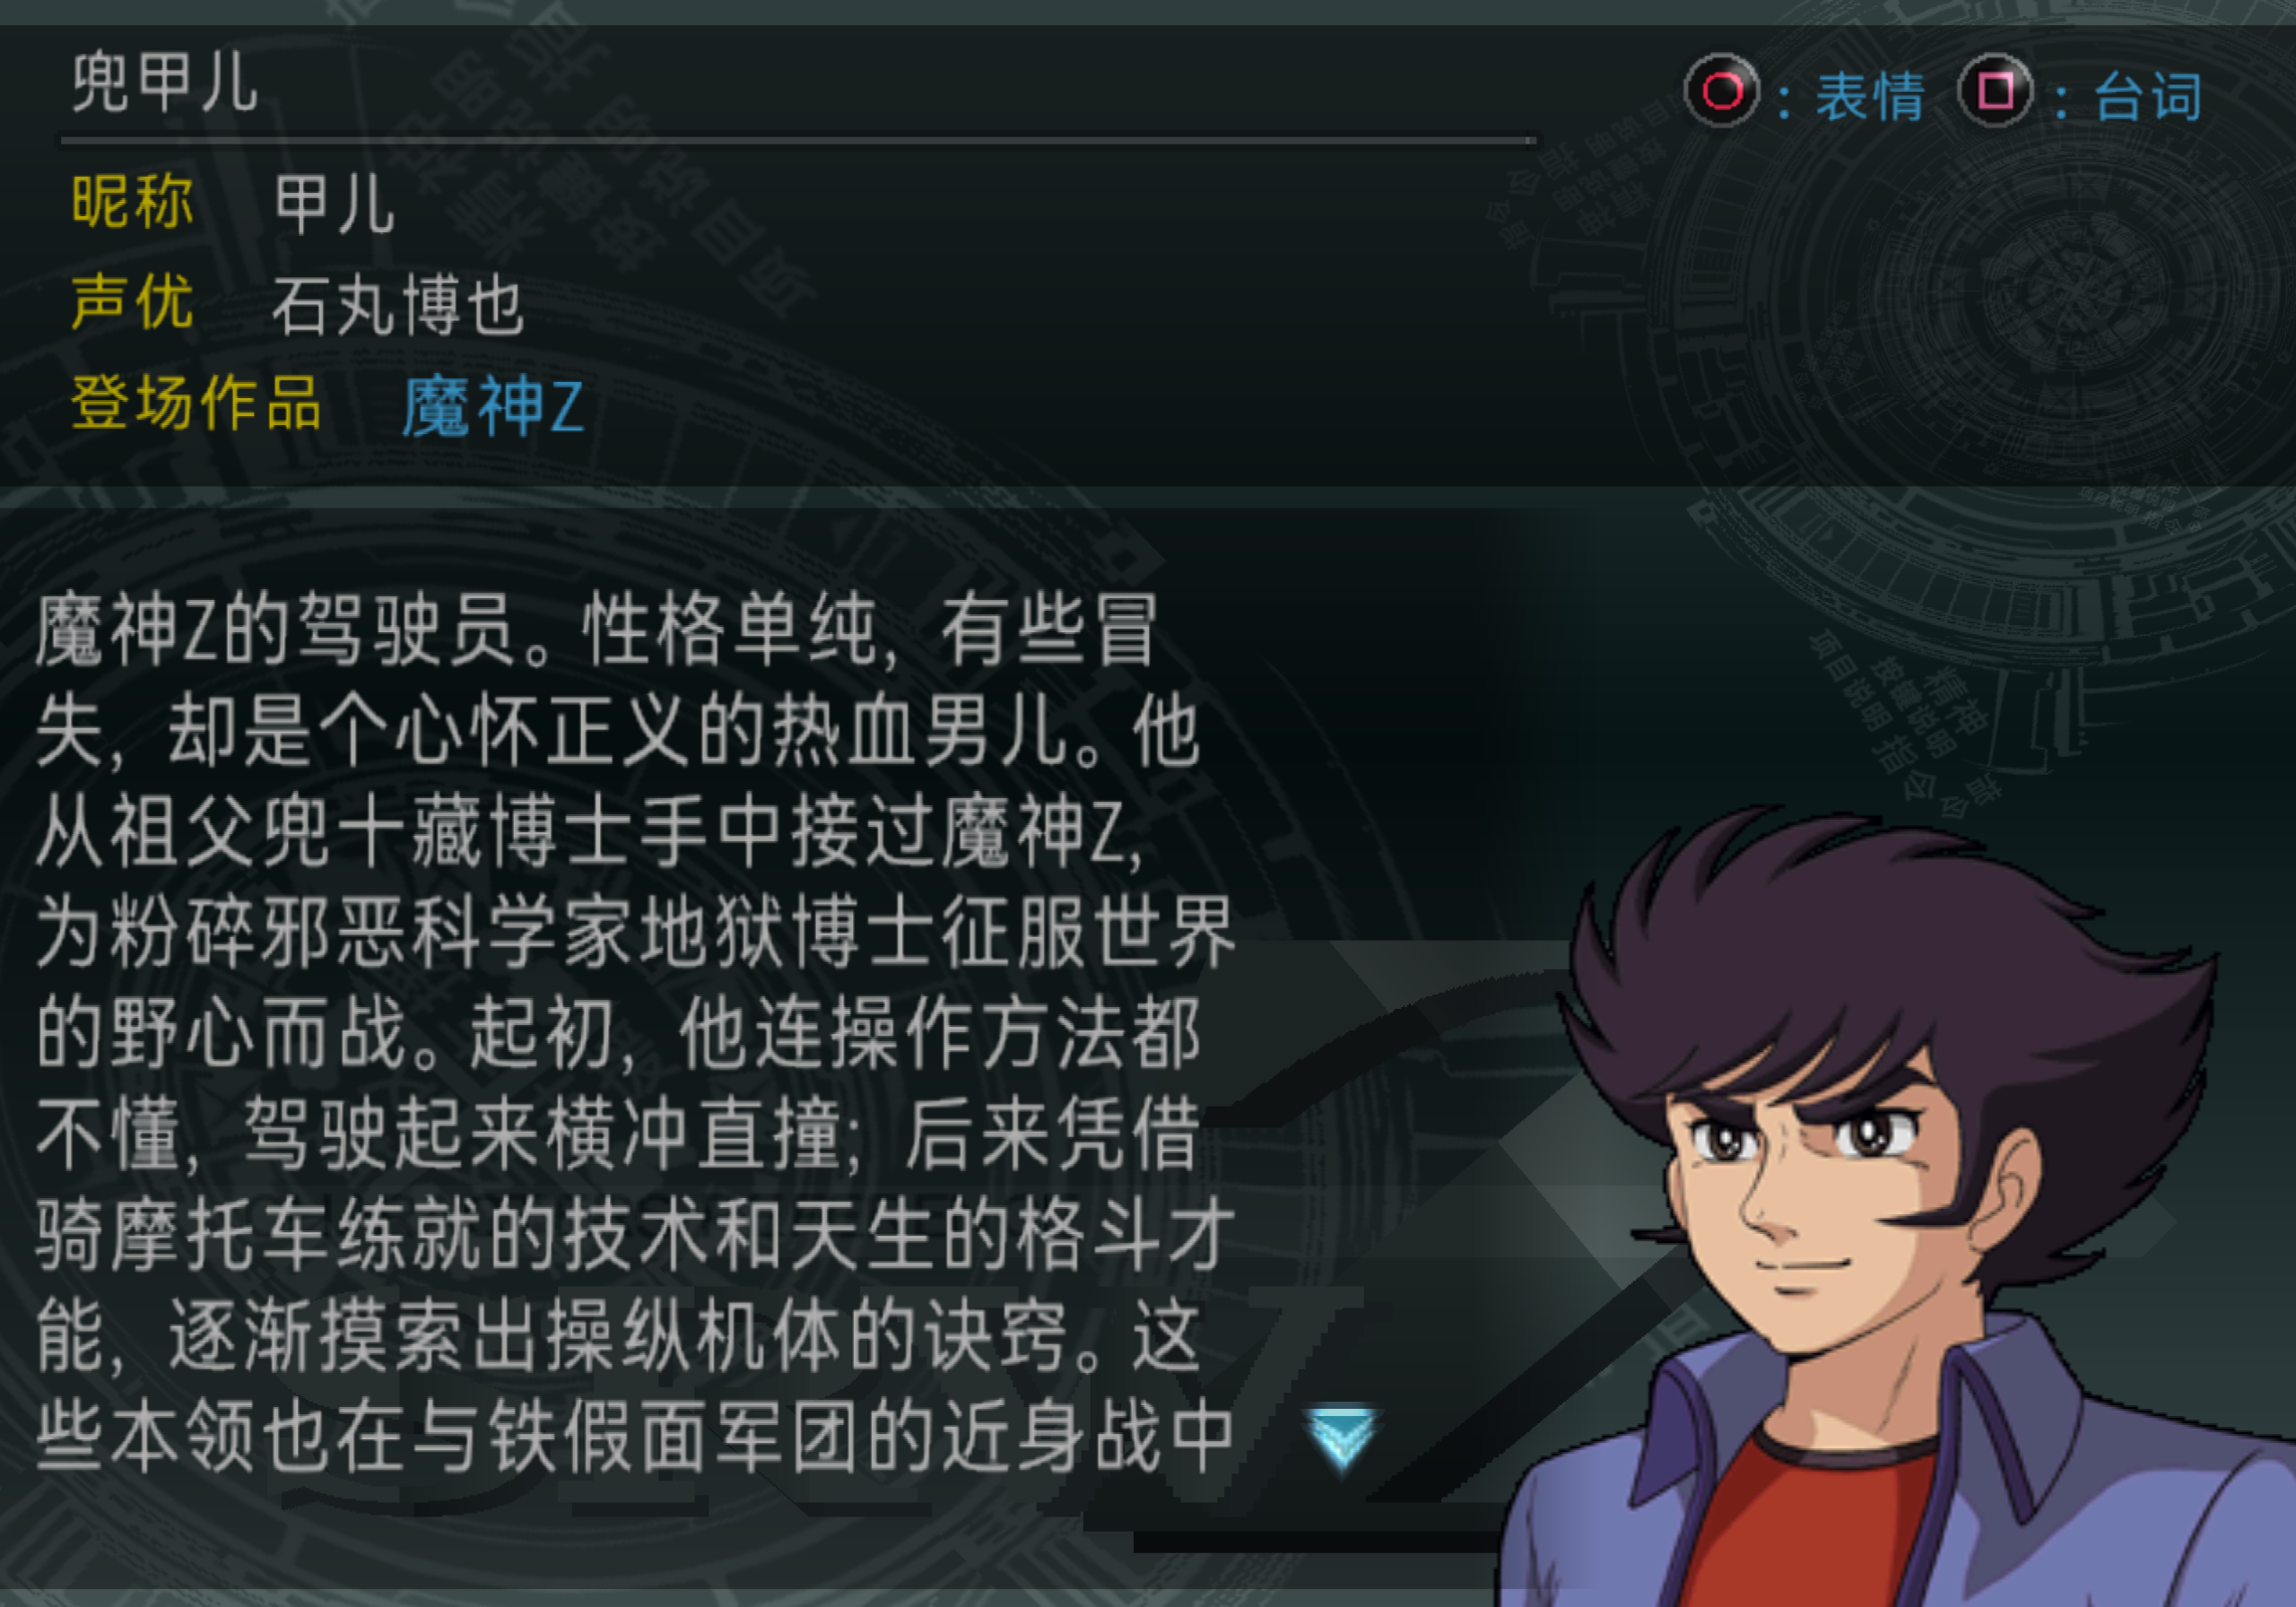 兜甲儿
○：表情 □：台词
昵称 甲儿
声优 石丸博也
登场作品 魔神Z
魔神Z的驾驶员。性格单纯，有些冒
失，却是个心怀正义的热血男儿。他
从祖父兜十藏博士手中接过魔神Z，
为粉碎邪恶科学家地狱博士征服世界
的野心而战。起初，他连操作方法都
不懂，驾驶起来横冲直撞；后来凭借
骑摩托车练就的技术和天生的格斗才
能，逐渐摸索出操纵机体的诀窍。这
些本领也在与铁假面军团的近身战中